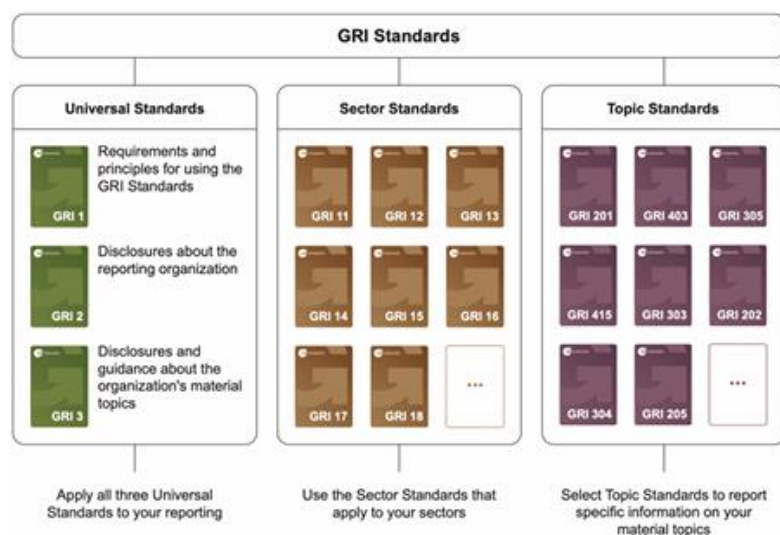 GRI Standards
Universal Standards
GRI 1
Requirements and
principles for using the
GRI Standards
GRI 2
Disclosures about the
reporting organization
GRI 3
Disclosures and
guidance about the
organization's material
topics
Apply all three Universal
Standards to your reporting
Sector Standards
GRI 11
GRI 12
GRI 13
GRI 14
GRI 15
GRI 16
GRI 17
GRI 18
...
Use the Sector Standards that
apply to your sectors
Topic Standards
GRI 201
GRI 403
GRI 305
GRI 415
GRI 303
GRI 202
GRI 304
GRI 205
...
Select Topic Standards to report
specific information on your
material topics